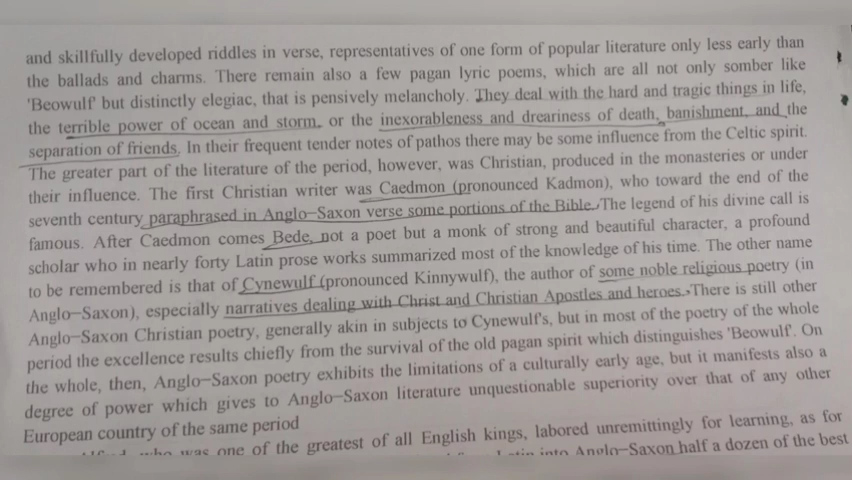 and skillfully developed riddles in verse, representatives of one form of popular literature only less early than
the ballads and charms. There remain also a few pagan lyric poems, which are all not only somber like
'Beowulf' but distinctly elegiac, that is pensively melancholy. They deal with the hard and tragic things in life,
the terrible power of ocean and storm, or the inexorableness and dreariness of death, banishment, and the
separation of friends. In their frequent tender notes of pathos there may be some influence from the Celtic spirit.
The greater part of the literature of the period, however, was Christian, produced in the monasteries or under
their influence. The first Christian writer was Caedmon (pronounced Kadmon), who toward the end of the
seventh century paraphrased in Anglo-Saxon verse some portions of the Bible. The legend of his divine call is
famous. After Caedmon comes Bede, not a poet but a monk of strong and beautiful character, a profound
scholar who in nearly forty Latin prose works summarized most of the knowledge of his time. The other name
to be remembered is that of Cynewulf (pronounced Kinnywulf), the author of some noble religious poetry (in
Anglo-Saxon), especially narratives dealing with Christ and Christian Apostles and heroes. There is still other
Anglo-Saxon Christian poetry, generally akin in subjects to Cynewulf's, but in most of the poetry of the whole
period the excellence results chiefly from the survival of the old pagan spirit which distinguishes 'Beowulf'. On
the whole, then, Anglo-Saxon poetry exhibits the limitations of a culturally early age, but it manifests also a
degree of power which gives to Anglo-Saxon literature unquestionable superiority over that of any other
European country of the same period
who was one of the greatest of all English kings, labored unremittingly for learning, as for
Latin into Anglo-Saxon half a dozen of the best